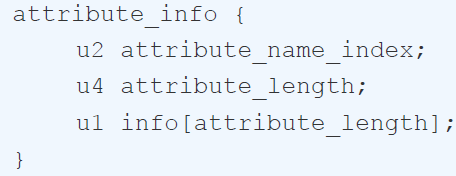 attribute_info {
    u2 attribute_name_index;
    u4 attribute_length;
    u1 info[attribute_length];
}